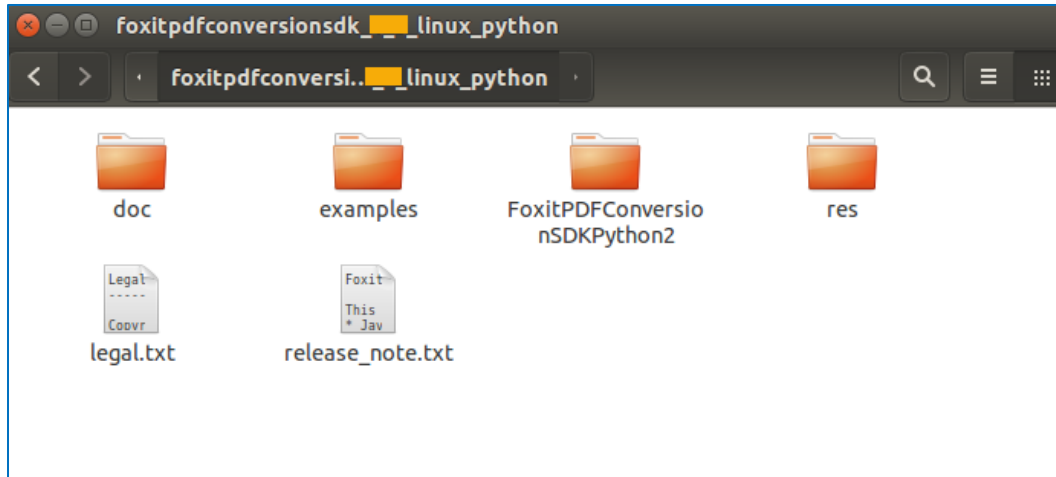 foxitpdfconversionsdk_ _linux_python
foxitpdfconversi.._ _linux_python
doc
examples
FoxitPDFConversio
nSDKPython2
res
Legal
-----
Copyr
Foxit
This
* Jav
legal.txt
release_note.txt